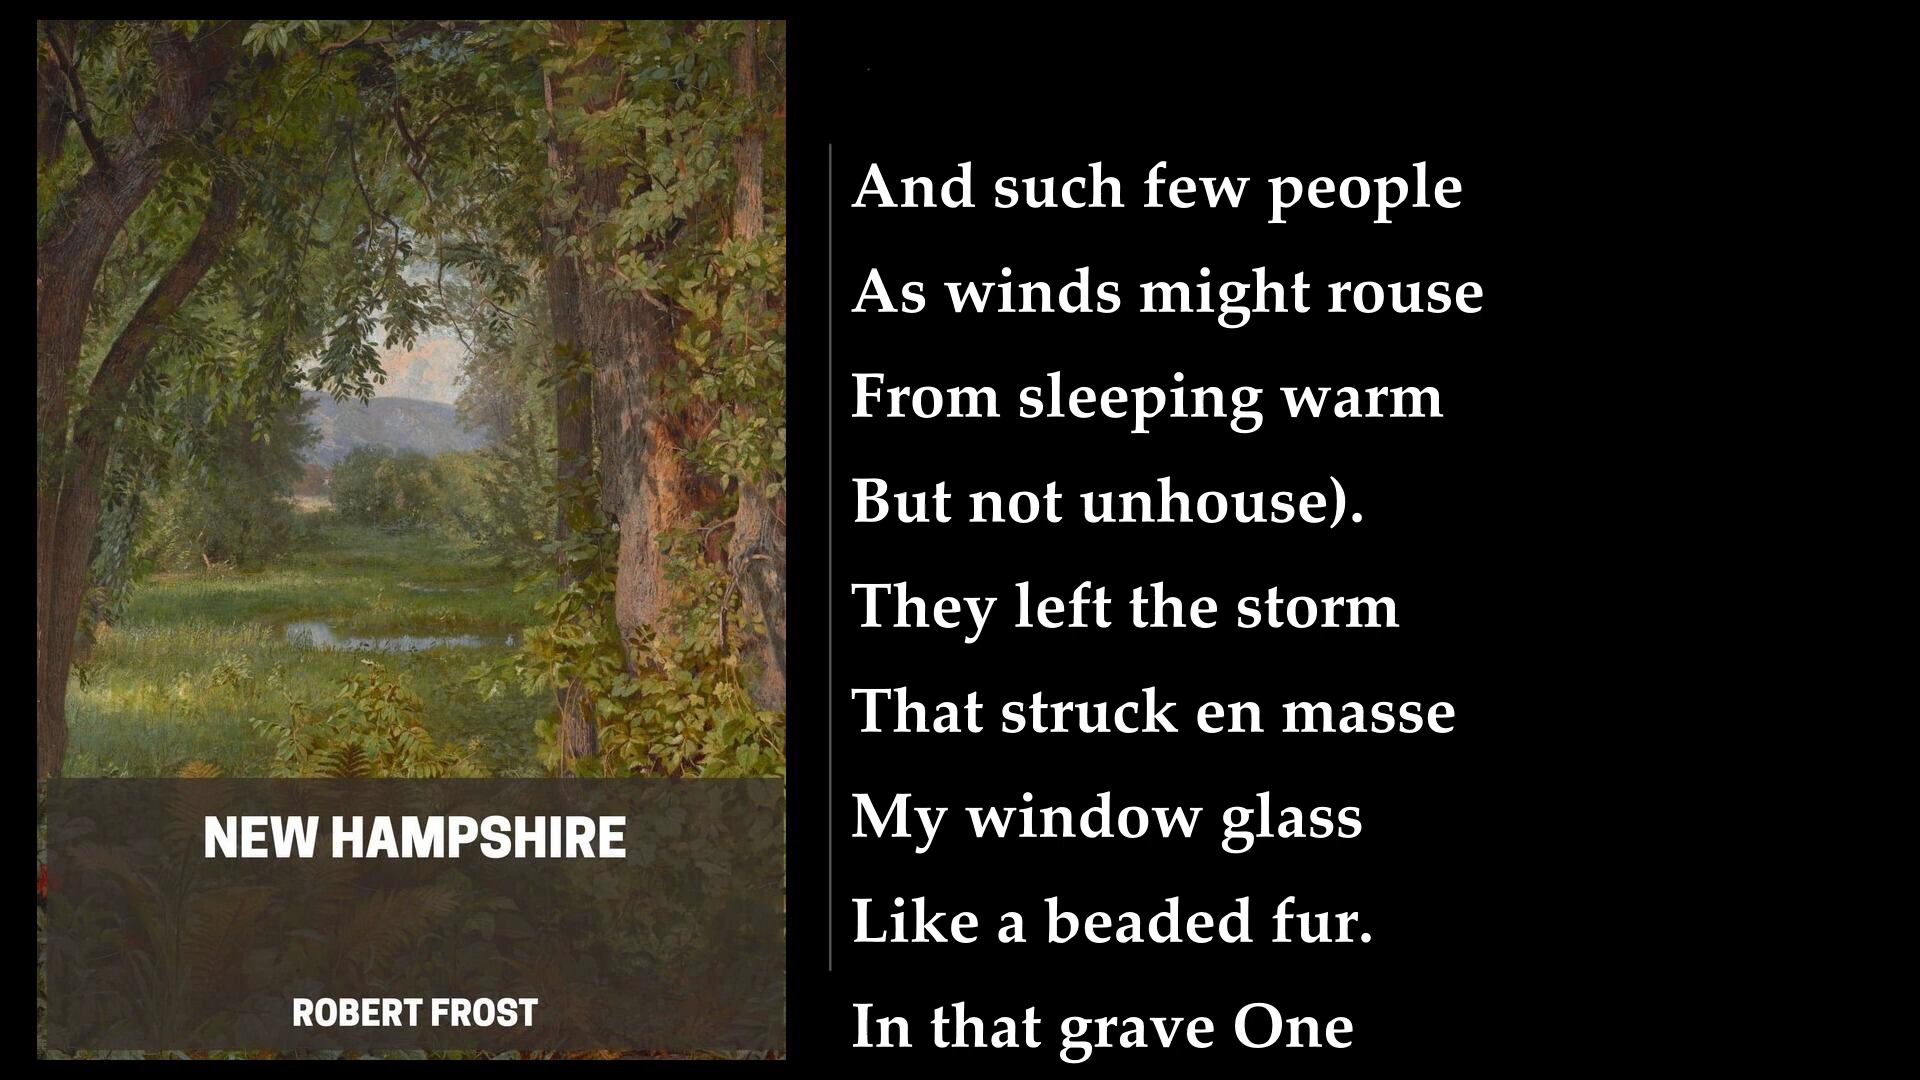 NEW HAMPSHIRE
ROBERT FROST
And such few people
As winds might rouse
From sleeping warm
But not unhouse).
They left the storm
That struck en masse
My window glass
Like a beaded fur.
In that grave One